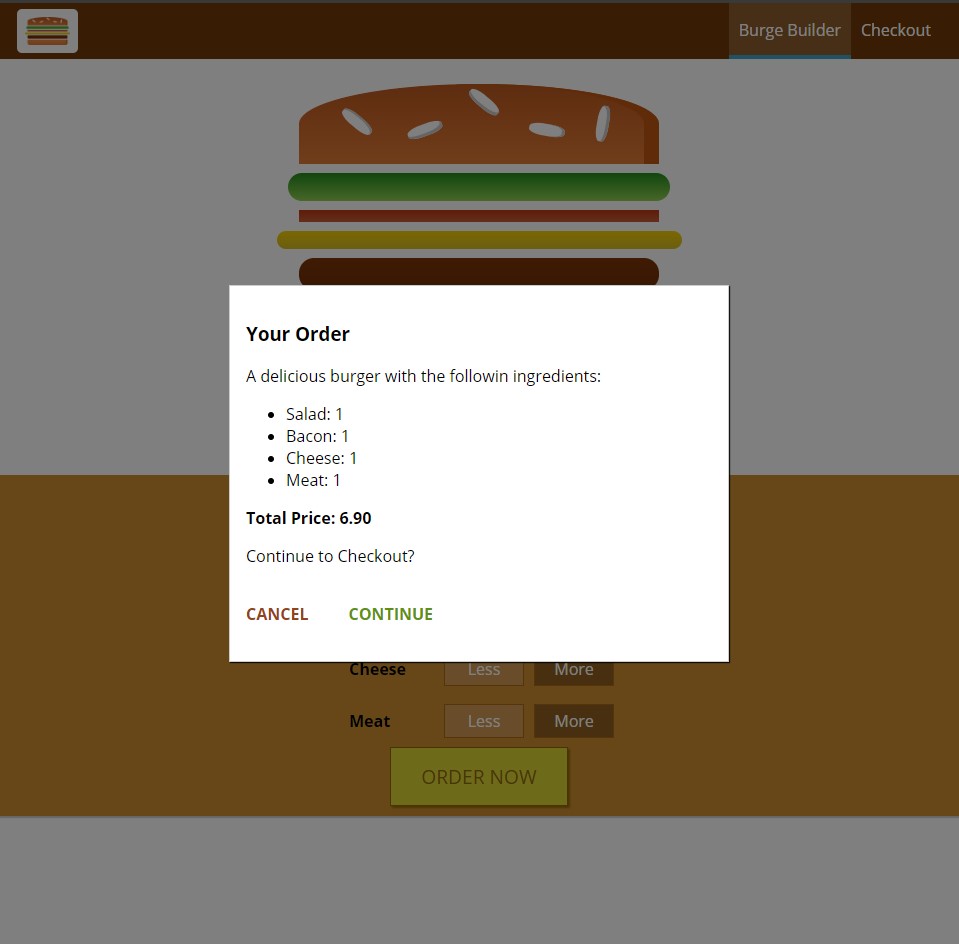 Burge Builder Checkout
Your Order
A delicious burger with the followin ingredients:
Salad: 1
Bacon: 1
Cheese: 1
Meat: 1
Total Price: 6.90
Continue to Checkout?
CANCEL CONTINUE
Cheese Less More
Meat Less More
ORDER NOW